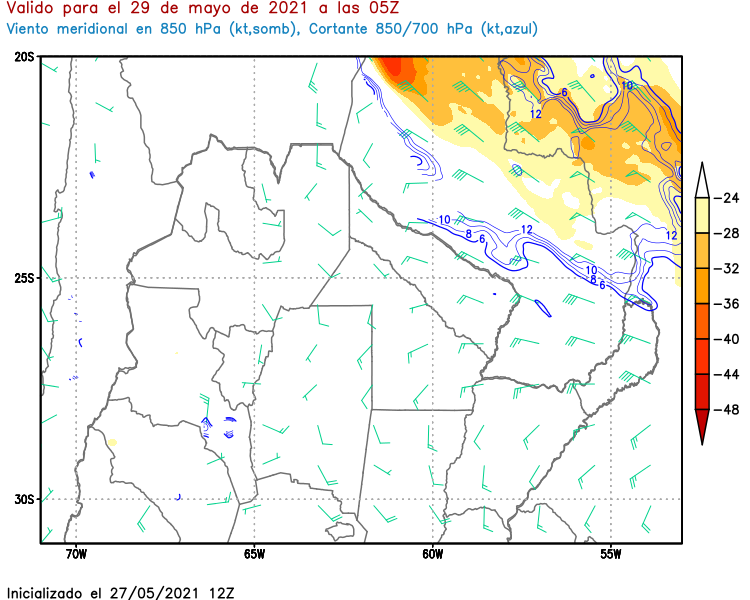 Valido para el 29 de mayo de 2021 a las 05Z
Viento meridional en 850 hPa (kt,somb), Cortante 850/700 hPa (kt,azul)
20S
6
10
12
-24
10
8
6
12
12
-28
25S
10
8
6
-32
-36
-40
-44
-48
30S
70W
65W
60W
55W
Inicializado el 27/05/2021 12Z